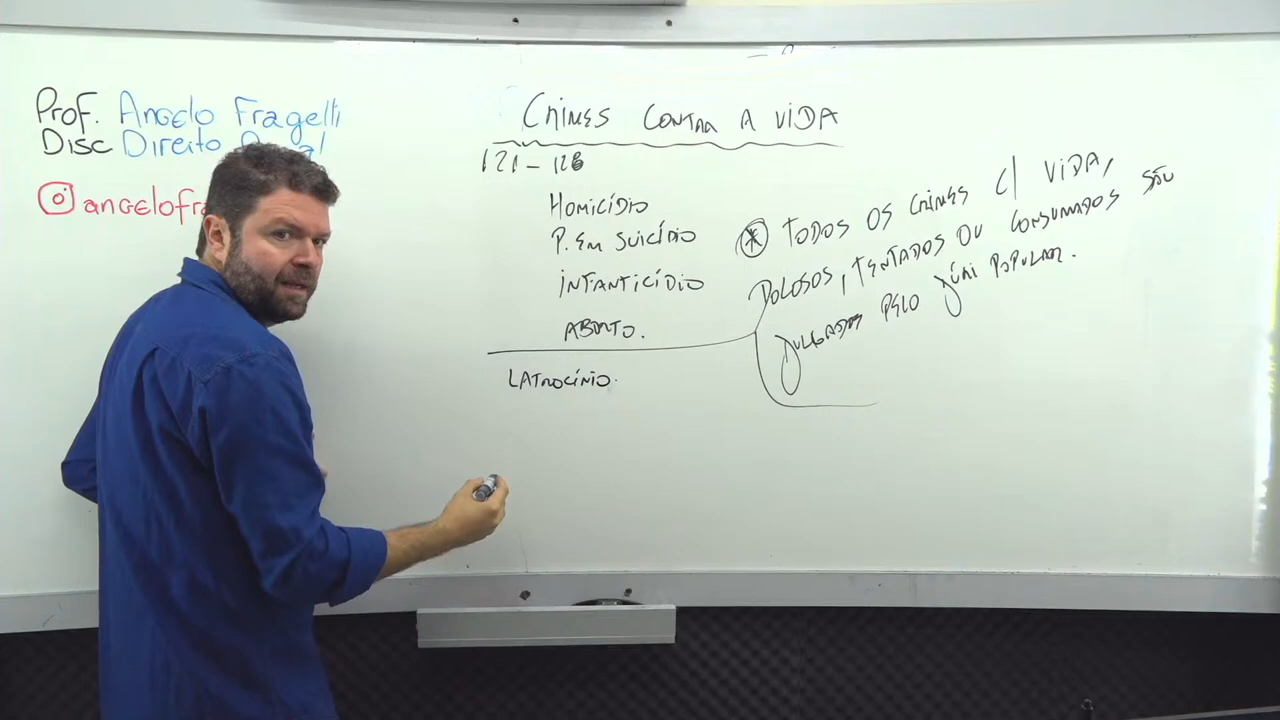 Prof. Angelo Fragelli
Disc Direito
angelofra
CRIMES CONTRA A VIDA
121 - 128
HOMICÍDIO
P. EM SUICÍDIO
INFANTICÍDIO
ABORTO.
LATROCÍNIO.
* TODOS OS CRIMES C/ VIDA,
DOLOSOS, TENTADOS OU CONSUMADOS SÃO
JULGADOS PELO JÚRI POPULAR.